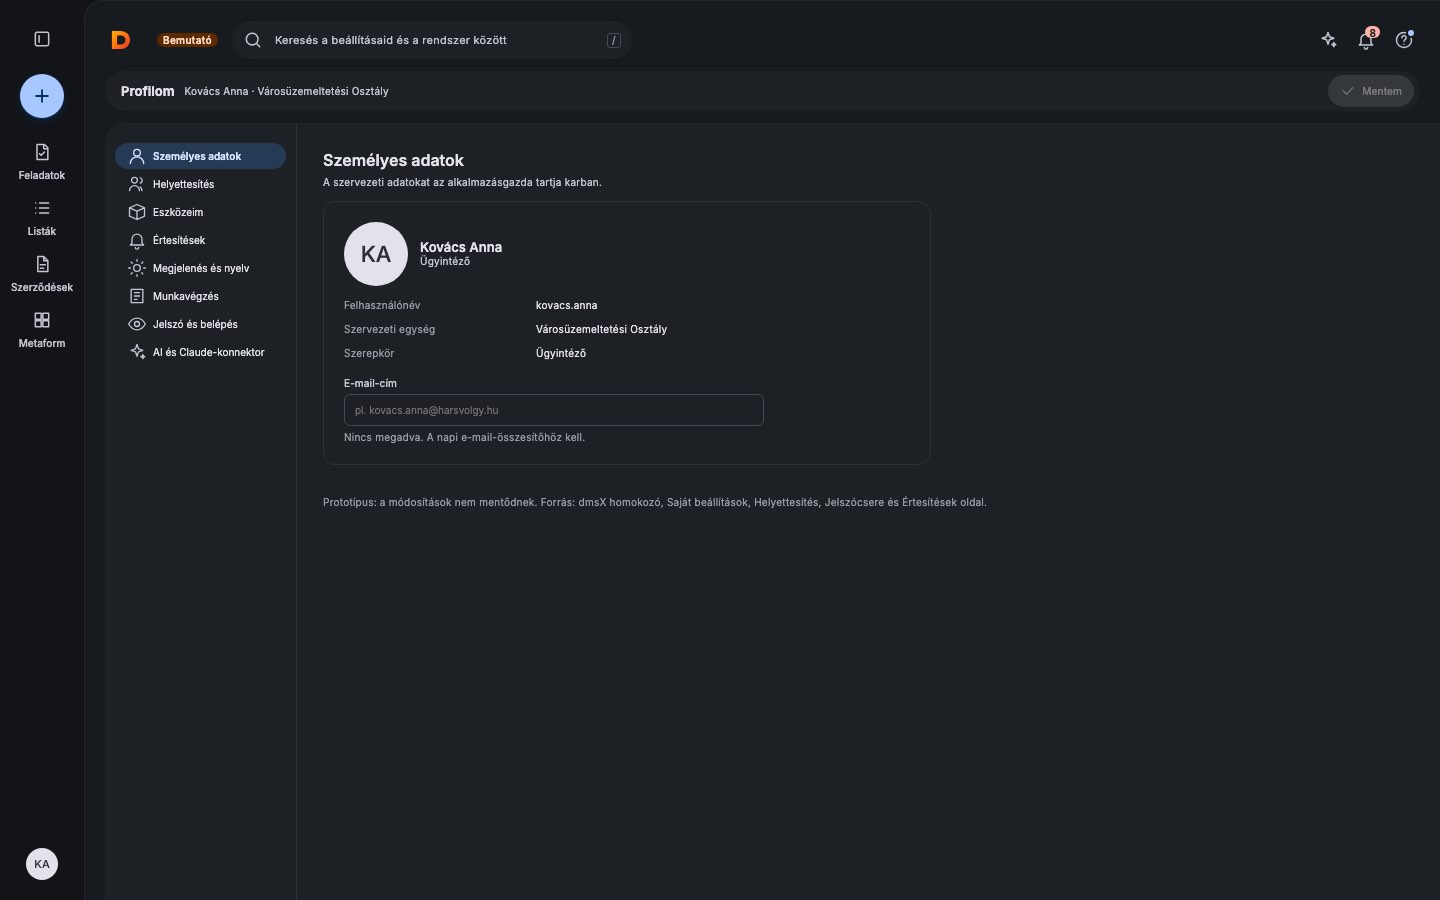 Bemutató
Keresés a beállításaid és a rendszer között
/
8
Profilom Kovács Anna · Városüzemeltetési Osztály
Mentem
Feladatok
Listák
Szerződések
Metaform
KA
Személyes adatok
Helyettesítés
Eszközeim
Értesítések
Megjelenés és nyelv
Munkavégzés
Jelszó és belépés
AI és Claude-konnektor
Személyes adatok
A szervezeti adatokat az alkalmazásgazda tartja karban.
KA
Kovács Anna
Ügyintéző
Felhasználónév kovacs.anna
Szervezeti egység Városüzemeltetési Osztály
Szerepkör Ügyintéző
E-mail-cím
pl. kovacs.anna@harsvolgy.hu
Nincs megadva. A napi e-mail-összesítőhöz kell.
Prototípus: a módosítások nem mentődnek. Forrás: dmsX homokozó, Saját beállítások, Helyettesítés, Jelszócsere és Értesítések oldal.